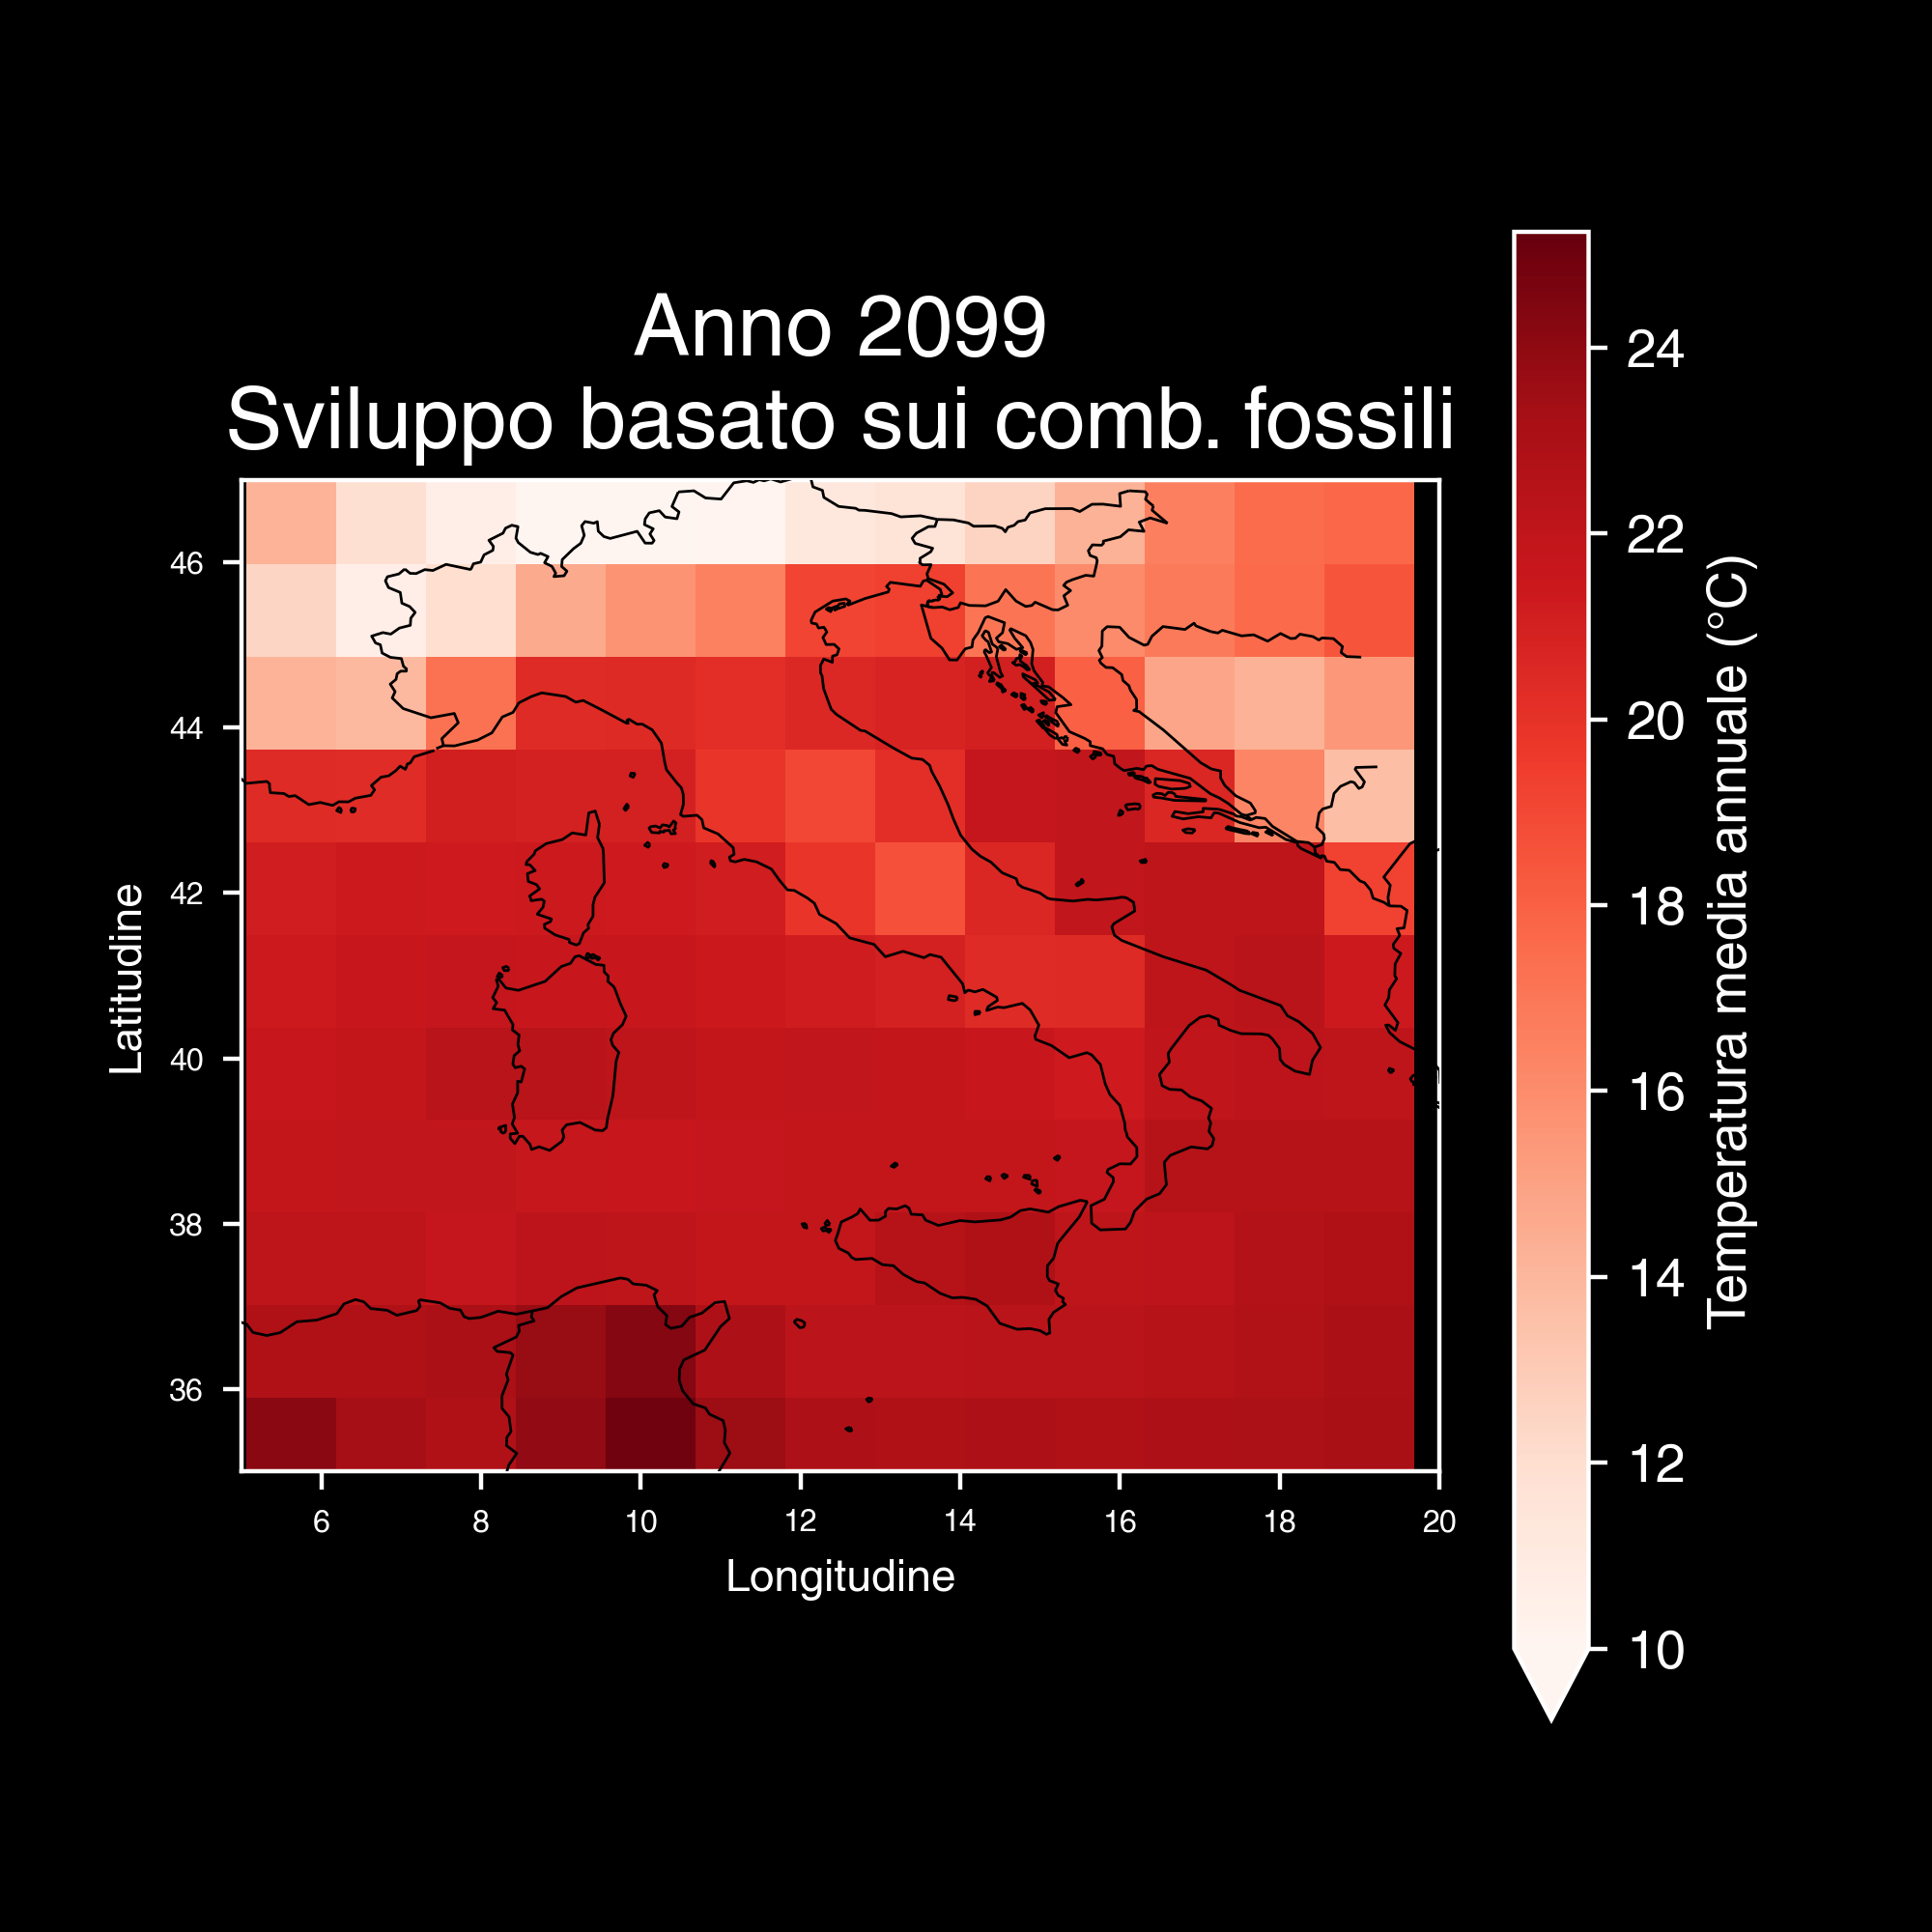 Anno 2099
Sviluppo basato sui comb. fossili
46
44
42
40
38
36
Latitudine
6 8 10 12 14 16 18 20
Longitudine
24
22
20
18
16
14
12
10
Temperatura media annuale (°C)